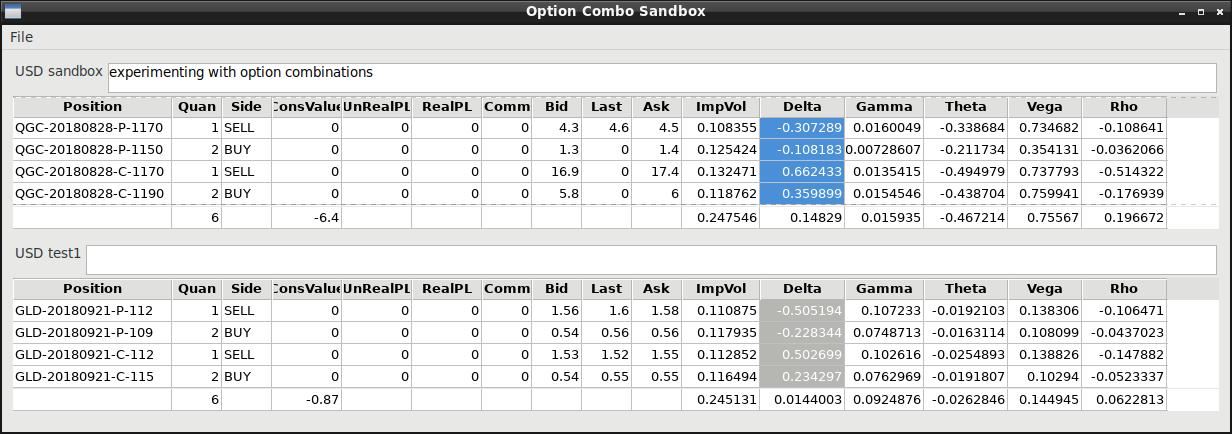 Option Combo Sandbox
File
USD sandbox experimenting with option combinations
Position Quan Side ConsValue UnRealPL RealPL Comm Bid Last Ask ImpVol Delta Gamma Theta Vega Rho
QGC-20180828-P-1170 1 SELL 0 0 0 0 4.3 4.6 4.5 0.108355 -0.307289 0.0160049 -0.338684 0.734682 -0.108641
QGC-20180828-P-1150 2 BUY 0 0 0 0 1.3 0 1.4 0.125424 -0.108183 0.00728607 -0.211734 0.354131 -0.0362066
QGC-20180828-C-1170 1 SELL 0 0 0 0 16.9 0 17.4 0.132471 0.662433 0.0135415 -0.494979 0.737793 -0.514322
QGC-20180828-C-1190 2 BUY 0 0 0 0 5.8 0 6 0.118762 0.359899 0.0154546 -0.438704 0.759941 -0.176939
6 -6.4 0.247546 0.14829 0.015935 -0.467214 0.75567 0.196672
USD test1
Position Quan Side ConsValue UnRealPL RealPL Comm Bid Last Ask ImpVol Delta Gamma Theta Vega Rho
GLD-20180921-P-112 1 SELL 0 0 0 0 1.56 1.6 1.58 0.110875 -0.505194 0.107233 -0.0192103 0.138306 -0.106471
GLD-20180921-P-109 2 BUY 0 0 0 0 0.54 0.56 0.56 0.117935 -0.228344 0.0748713 -0.0163114 0.108099 -0.0437023
GLD-20180921-C-112 1 SELL 0 0 0 0 1.53 1.52 1.55 0.112852 0.502699 0.102616 -0.0254893 0.138826 -0.147882
GLD-20180921-C-115 2 BUY 0 0 0 0 0.54 0.55 0.55 0.116494 0.234297 0.0762969 -0.0191807 0.10294 -0.0523337
6 -0.87 0.245131 0.0144003 0.0924876 -0.0262846 0.144945 0.0622813